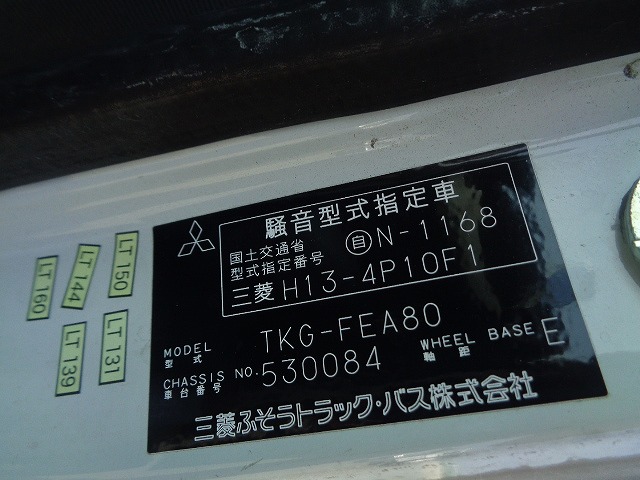 騒音型式指定車
国土交通省
型式指定番号
自N-1168
三菱 H13-4P10F1
MODEL
型式
TKG-FEA80
CHASSIS NO.
車台番号
530084
WHEEL BASE
軸距
E
三菱ふそうトラック・バス株式会社
LT 160
LT 144
LT 150
LT 139
LT 131